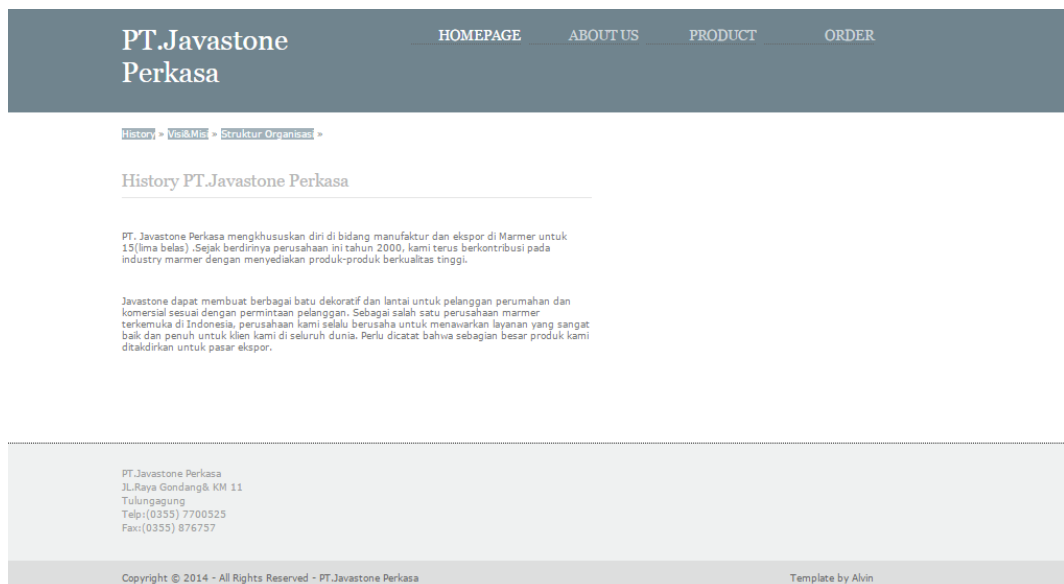 PT.Javastone
Perkasa
HOMEPAGE ABOUT US PRODUCT ORDER
History » Visi&Misi » Struktur Organisasi »
History PT.Javastone Perkasa
PT. Javastone Perkasa mengkhususkan diri di bidang manufaktur dan ekspor di Marmer untuk
15(lima belas) .Sejak berdirinya perusahaan ini tahun 2000, kami terus berkontribusi pada
industry marmer dengan menyediakan produk-produk berkualitas tinggi.
Javastone dapat membuat berbagai batu dekoratif dan lantai untuk pelanggan perumahan dan
komersial sesuai dengan permintaan pelanggan. Sebagai salah satu perusahaan marmer
terkemuka di Indonesia, perusahaan kami selalu berusaha untuk menawarkan layanan yang sangat
baik dan penuh untuk klien kami di seluruh dunia. Perlu dicatat bahwa sebagian besar produk kami
ditakdirkan untuk pasar ekspor.
PT.Javastone Perkasa
JL.Raya Gondang& KM 11
Tulungagung
Telp:(0355) 7700525
Fax:(0355) 876757
Copyright © 2014 - All Rights Reserved - PT.Javastone Perkasa Template by Alvin